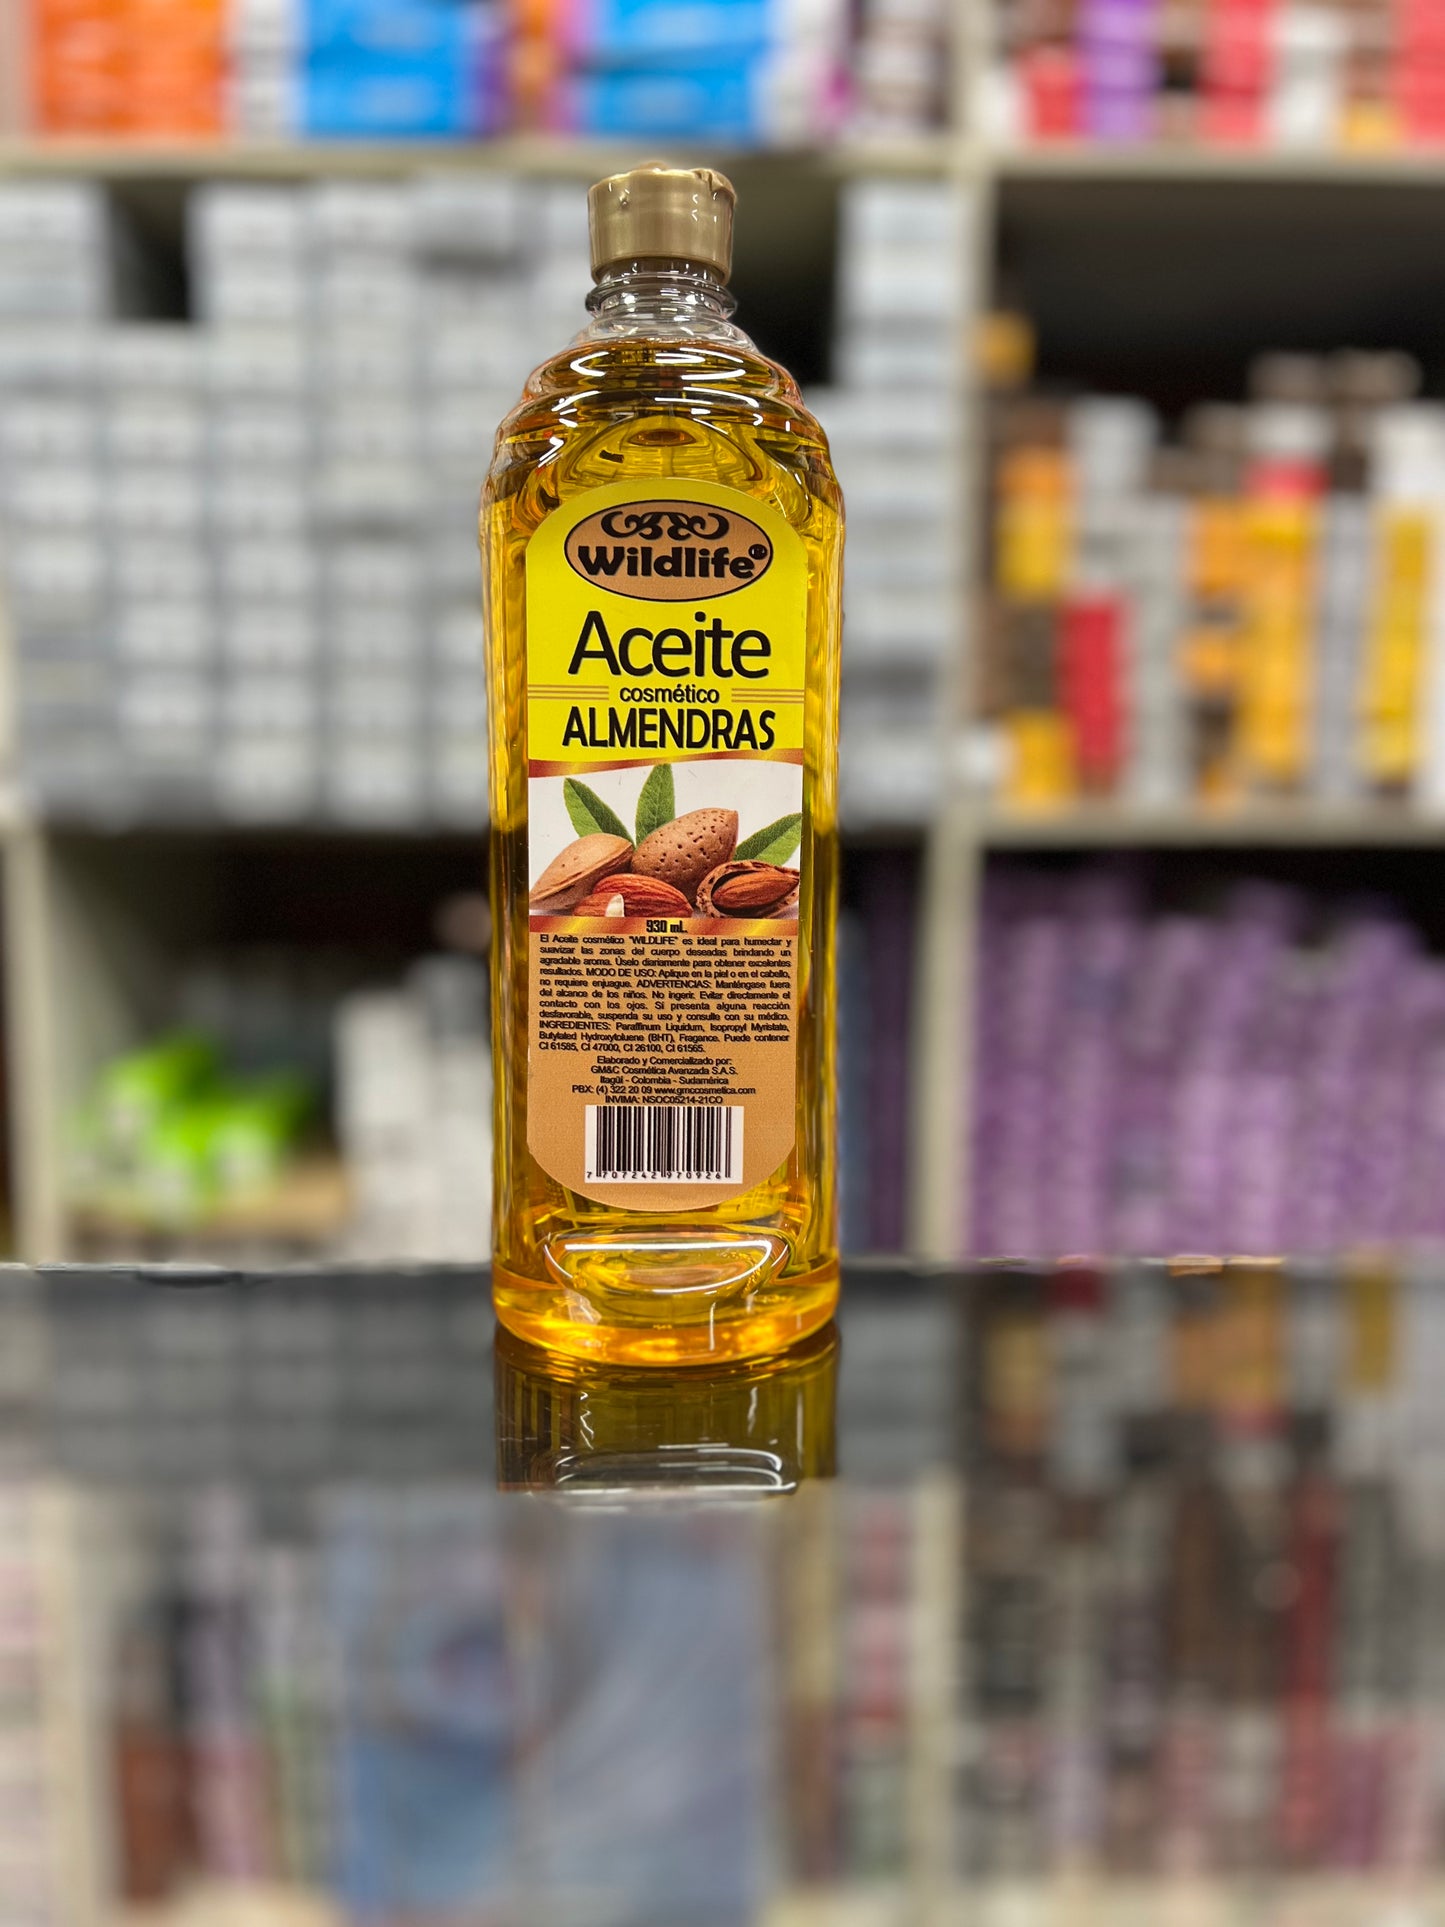 Wildlife®
Aceite
cosmético
ALMENDRAS
930 mL.
El Aceite cosmético "WILDLIFE" es ideal para humectar y
suavizar las zonas del cuerpo deseadas brindando un
agradable aroma. Úselo diariamente para obtener excelentes
resultados. MODO DE USO: Aplique en la piel o en el cabello,
no requiere enjuague. ADVERTENCIAS: Manténgase fuera
del alcance de los niños. No ingerir. Evitar directamente el
contacto con los ojos. Si presenta alguna reacción
desfavorable, suspenda su uso y consulte con su médico.
INGREDIENTES: Paraffinum Liquidum, Isopropyl Myristate,
Butylated Hydroxytoluene (BHT), Fragance. Puede contener
CI 61585, CI 47000, CI 26100, CI 61565.
Elaborado y Comercializado por:
GM&C Cosmética Avanzada S.A.S.
Itagüí - Colombia - Sudamérica
PBX: (4) 322 20 09 www.gmccosmetica.com
INVIMA: NSOC05214-21CO
7 707242 970926